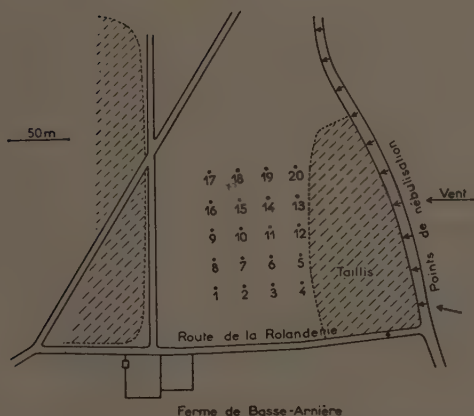 50m
Vent
Points de nébulisation
17 18 19 20
16 15 14 13
9 10 11 12
8 7 6 5
1 2 3 4
Taillis
Route de la Rolanderie
Ferme de Basse-Arnière